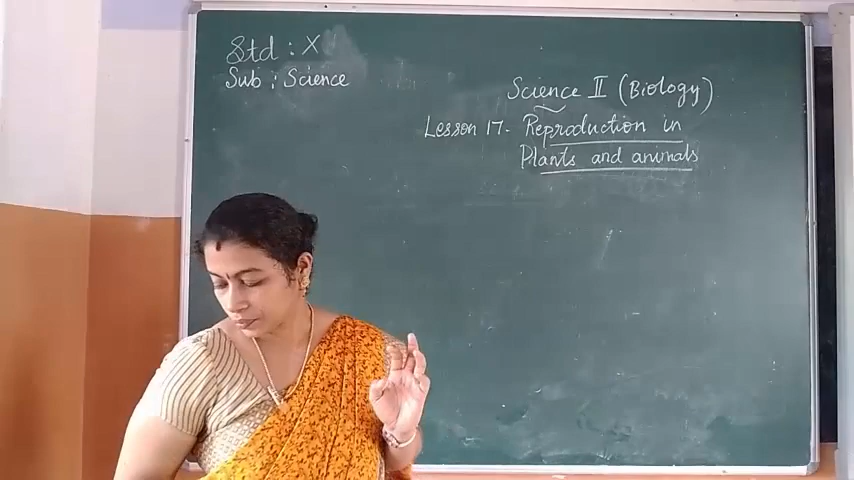 Std : X
Sub : Science
Science II (Biology)
Lesson 17. Reproduction in
Plants and animals